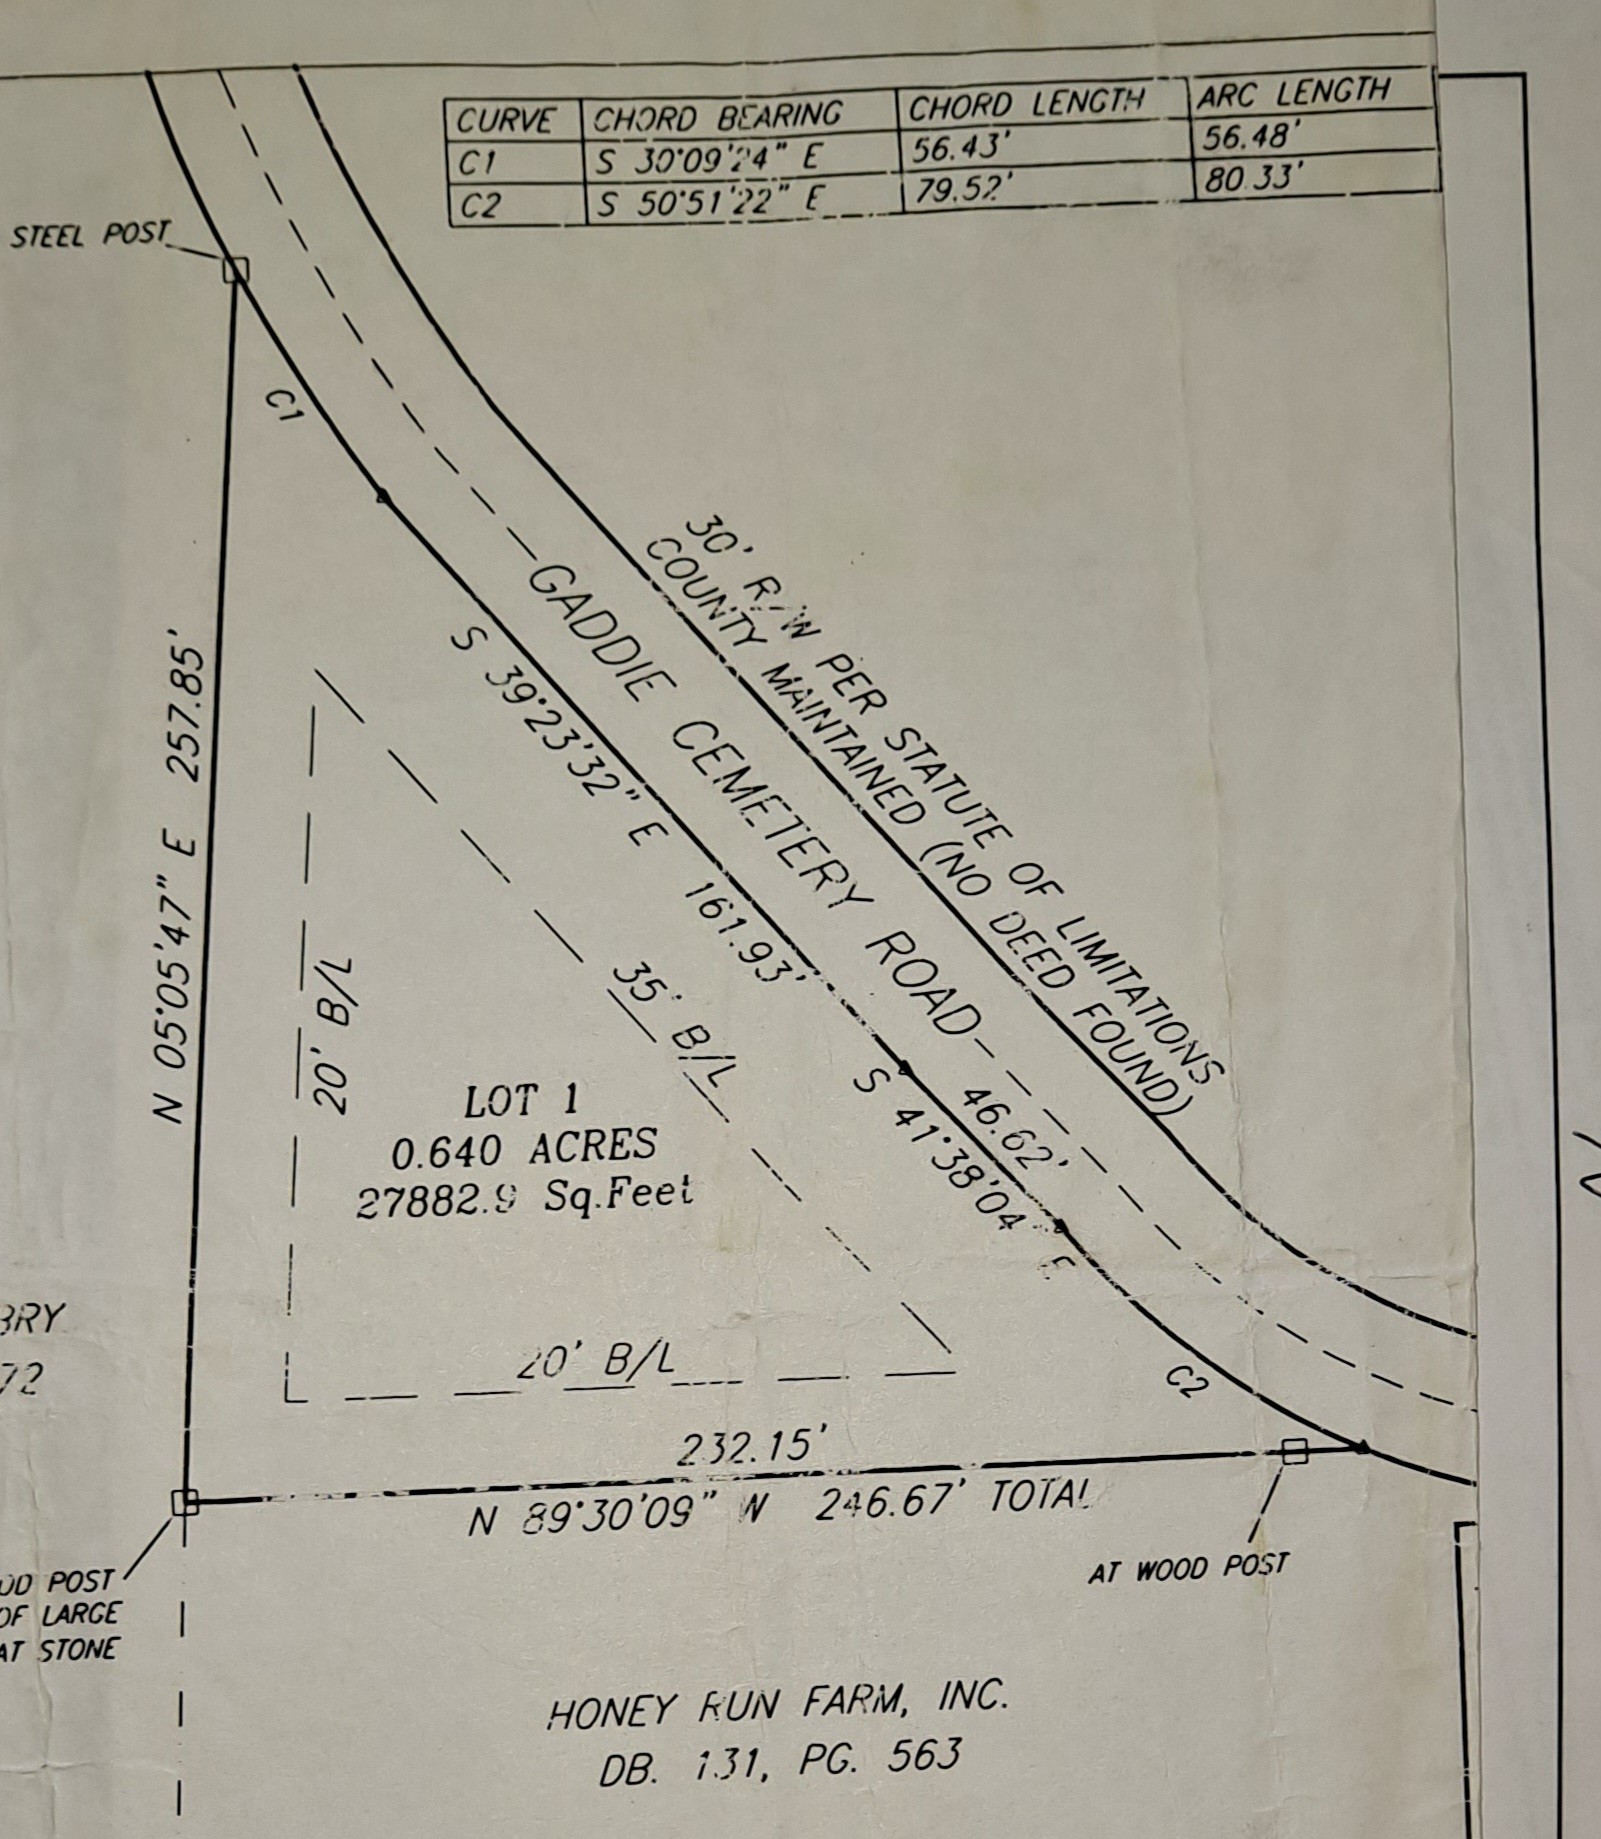 CURVE CHORD BEARING CHORD LENGTH ARC LENGTH
C1 S 30°09'24" E 56.43' 56.48'
C2 S 50°51'22" E 79.52' 80.33'
STEEL POST
C1
30' R/W PER STATUTE OF LIMITATIONS
COUNTY MAINTAINED (NO DEED FOUND)
GADDIE CEMETERY ROAD
S 39°23'32" E 161.93'
N 05°05'47" E 257.85'
20' B/L
35' B/L
46.62'
S 41°38'04" E
LOT 1
0.640 ACRES
27882.9 Sq.Feet
20' B/L
C2
232.15'
N 89°30'09" W 246.67' TOTAL
AT WOOD POST
72
POST
OF LARGE
STONE
HONEY RUN FARM, INC.
DB. 131, PG. 563